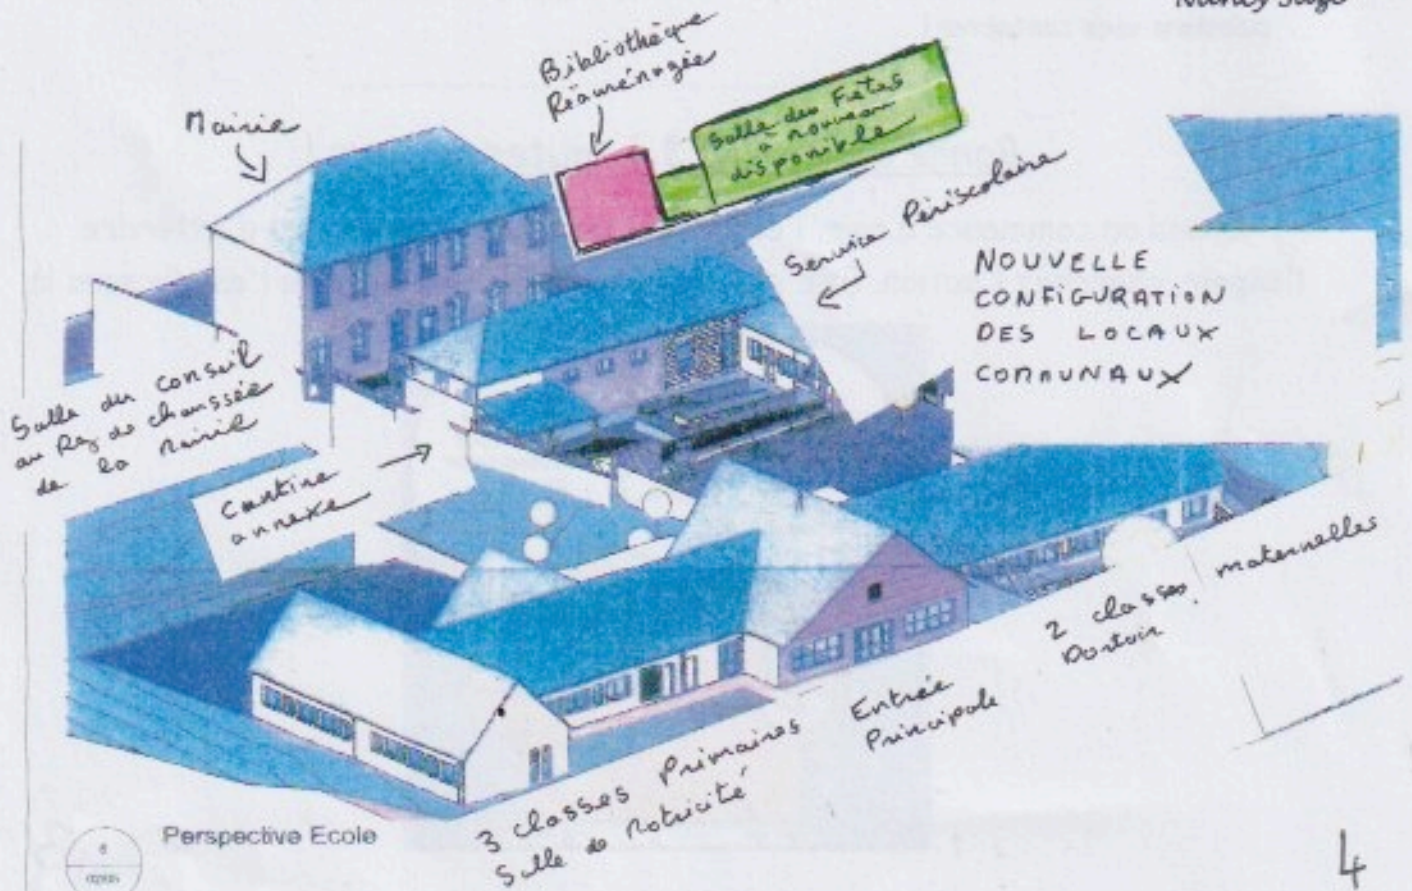 Nancy
Bibliothèque
Réaménagée
Mairie
Salle des Fêtes
à nouveau
disponible
Service Périscolaire
NOUVELLE
CONFIGURATION
DES LOCAUX
COMMUNAUX
Salle du Conseil
au Rez de chaussée
de la Mairie
Cantine
annexe
2 classes maternelles
Dortoir
Entrée
Principale
3 classes Primaires
Salle de Motricité
6
Perspective Ecole
4